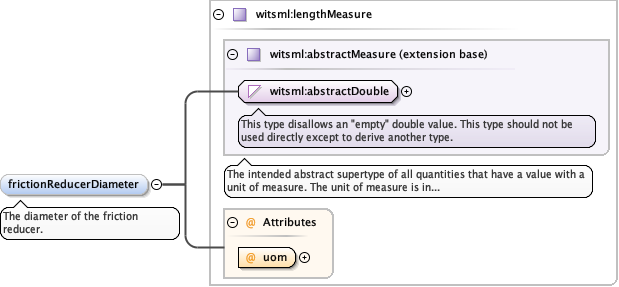 witsml:lengthMeasure
witsml:abstractMeasure (extension base)
witsml:abstractDouble
This type disallows an "empty" double value. This type should not be
used directly except to derive another type.
The intended abstract supertype of all quantities that have a value with a
unit of measure. The unit of measure is in...
frictionReducerDiameter
The diameter of the friction
reducer.
@ Attributes
@ uom